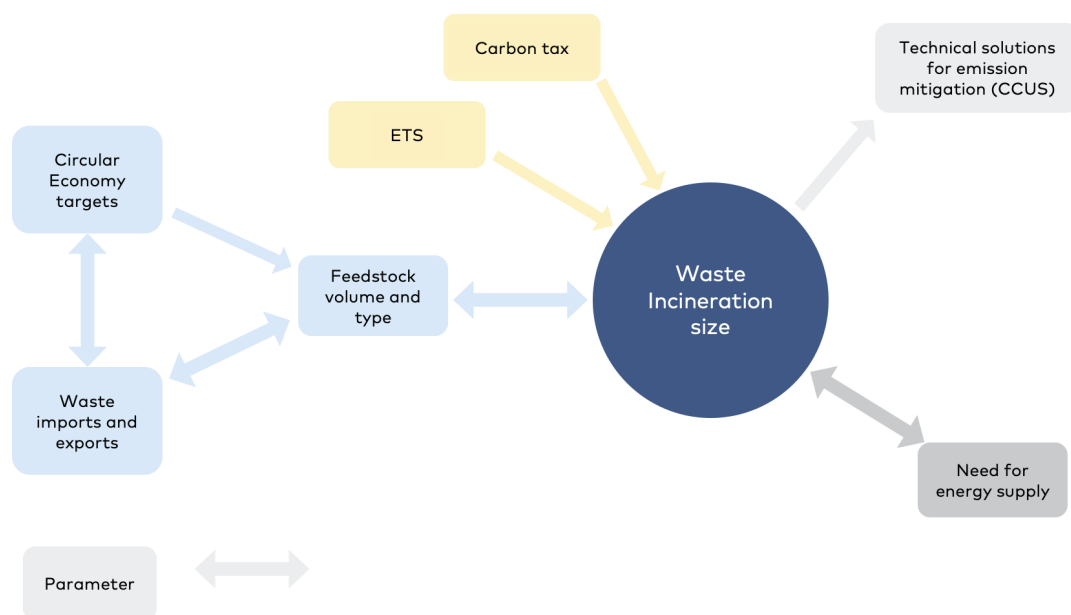 Carbon tax
Technical solutions
for emission
mitigation (CCUS)
ETS
Circular
Economy
targets
Feedstock
volume and
type
Waste
Incineration
size
Waste
imports and
exports
Need for
energy supply
Parameter